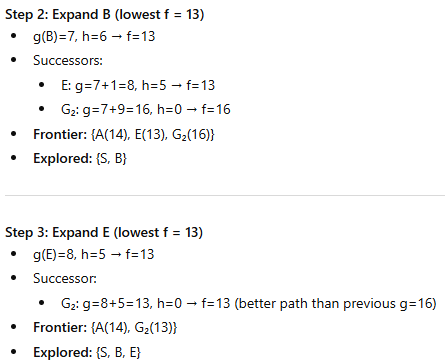 Step 2: Expand B (lowest f = 13)
• g(B)=7, h=6 → f=13
• Successors:
• E: g=7+1=8, h=5 → f=13
• G₂: g=7+9=16, h=0 → f=16
• Frontier: {A(14), E(13), G₂(16)}
• Explored: {S, B}
Step 3: Expand E (lowest f = 13)
• g(E)=8, h=5 → f=13
• Successor:
• G₂: g=8+5=13, h=0 → f=13 (better path than previous g=16)
• Frontier: {A(14), G₂(13)}
• Explored: {S, B, E}